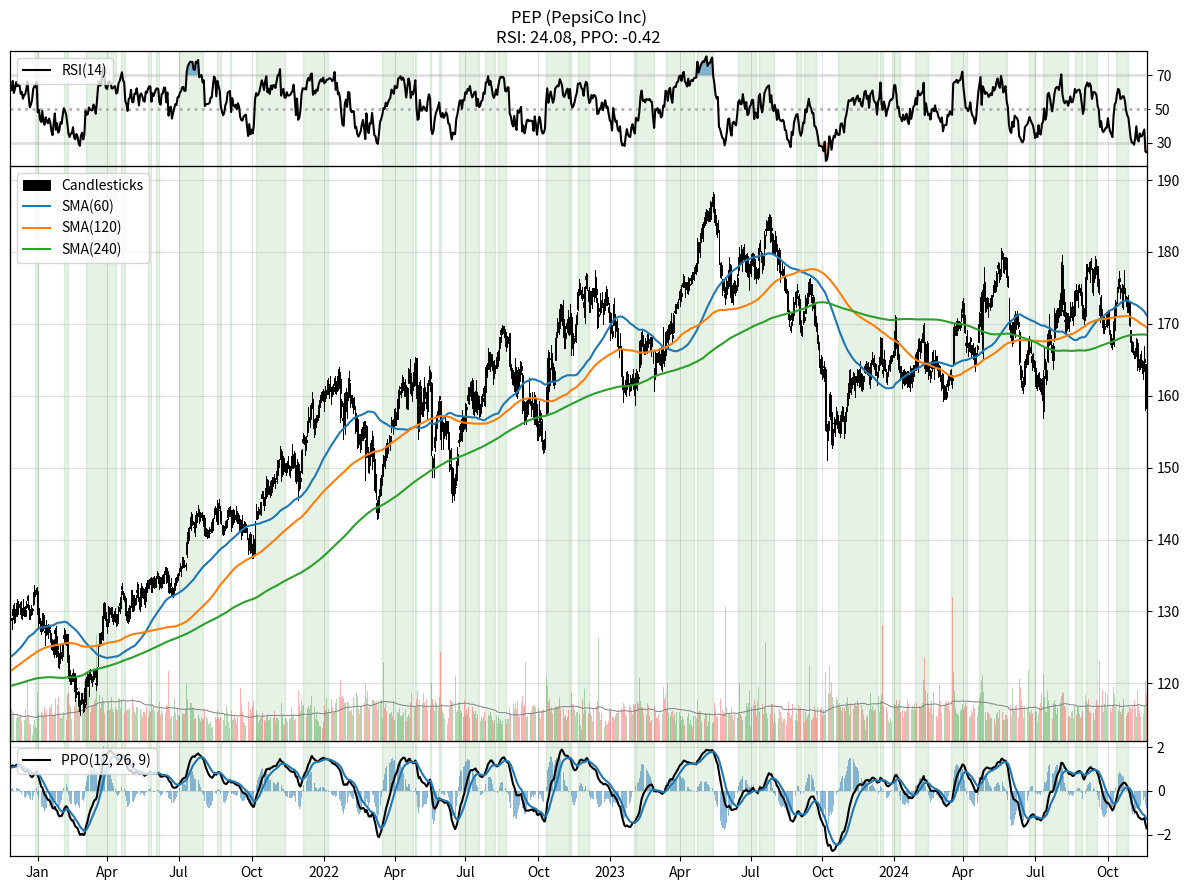 PEP (PepsiCo Inc)
RSI: 24.08, PPO: -0.42
RSI(14)
70
50
30
Candlesticks
SMA(60)
SMA(120)
SMA(240)
190
180
170
160
150
140
130
120
PPO(12, 26, 9)
2
0
−2
Jan Apr Jul Oct 2022 Apr Jul Oct 2023 Apr Jul Oct 2024 Apr Jul Oct